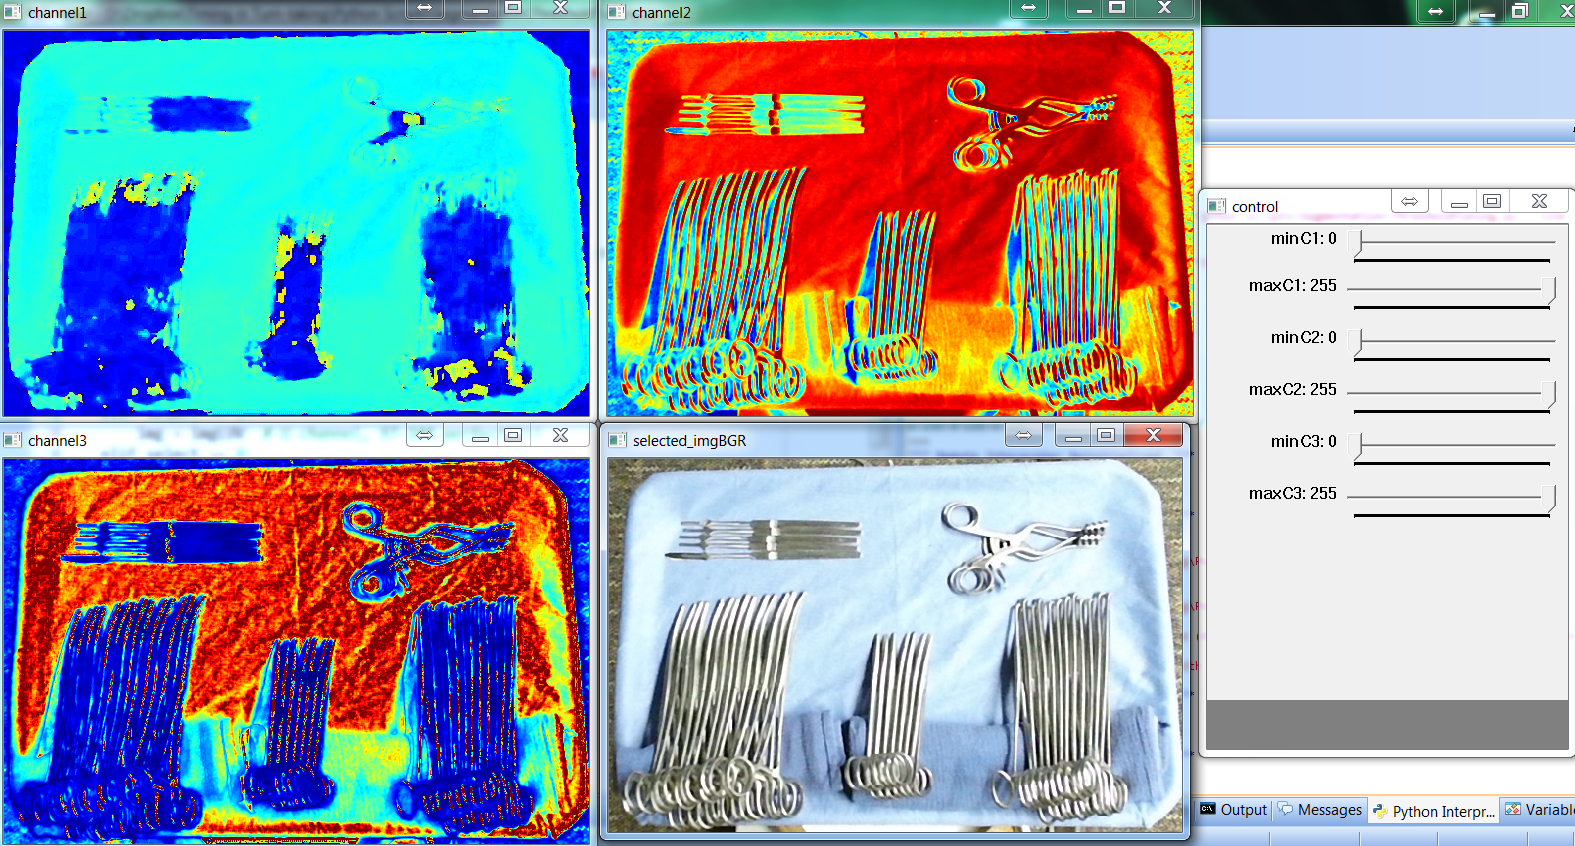 channel1
channel2
control
minC1: 0
maxC1: 255
minC2: 0
maxC2: 255
minC3: 0
maxC3: 255
channel3
selected_imgBGR
Output
Messages
Python Interpr...
Variabl